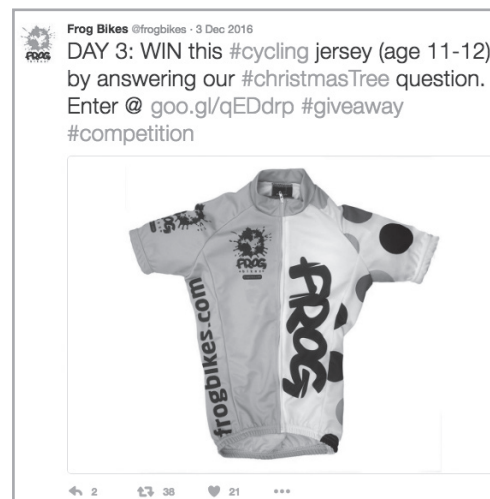 Frog Bikes @frogbikes · 3 Dec 2016
DAY 3: WIN this #cycling jersey (age 11-12)
by answering our #christmasTree question.
Enter @ goo.gl/qEDdrp #giveaway
#competition
FROG
FROG
frogbikes.com
FROG
2 38 21